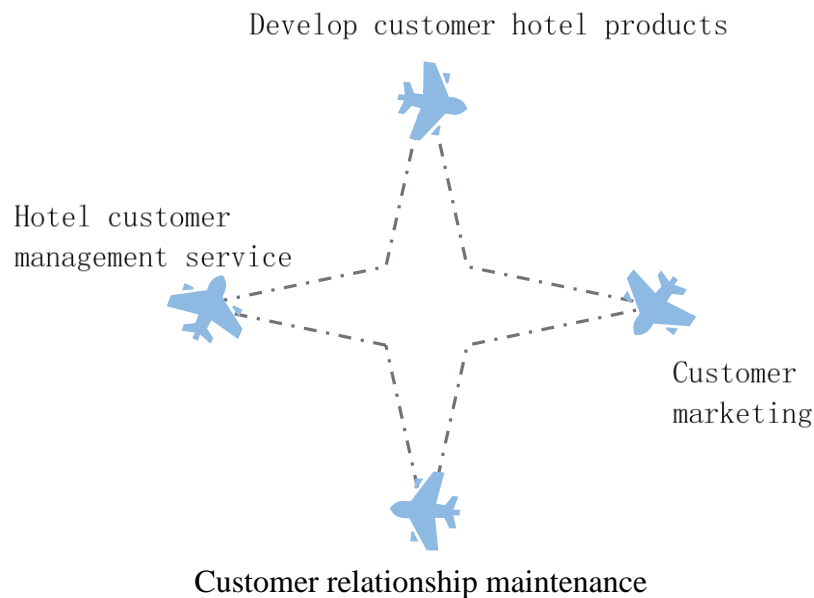 Develop customer hotel products
Hotel customer
management service
Customer
marketing
Customer relationship maintenance